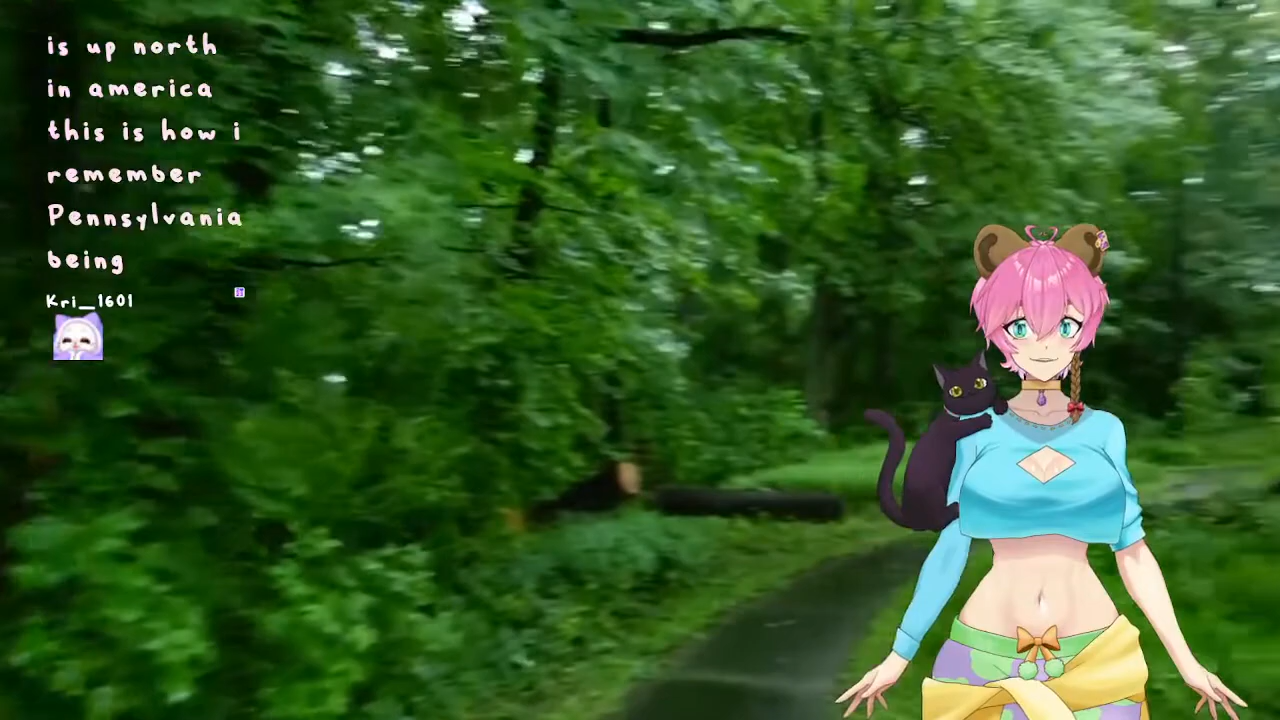 is up north
in america
this is how i
remember
Pennsylvania
being
Kri_1601